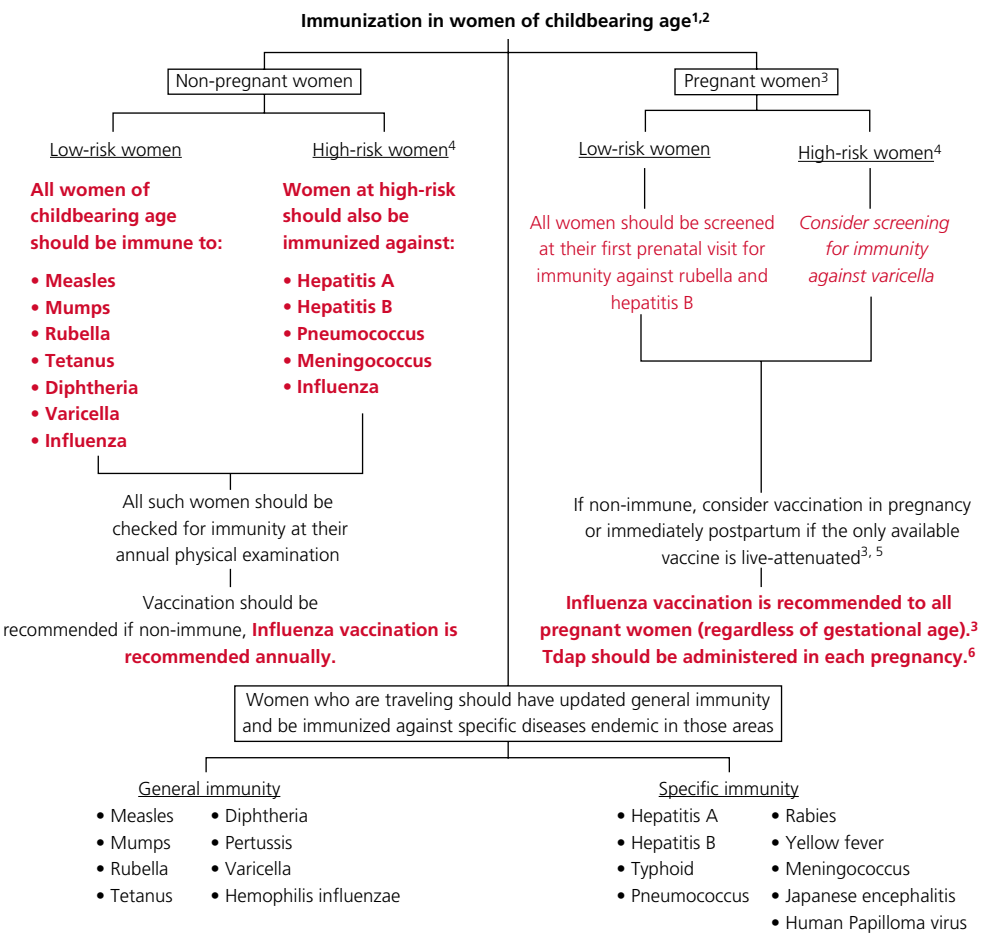 Immunization in women of childbearing age1,2
Non-pregnant women
Low-risk women
All women of
childbearing age
should be immune to:
• Measles
• Mumps
• Rubella
• Tetanus
• Diphtheria
• Varicella
• Influenza
High-risk women4
Women at high-risk
should also be
immunized against:
• Hepatitis A
• Hepatitis B
• Pneumococcus
• Meningococcus
• Influenza
All such women should be
checked for immunity at their
annual physical examination
Vaccination should be
recommended if non-immune, Influenza vaccination is
recommended annually.
Pregnant women3
Low-risk women
All women should be screened
at their first prenatal visit for
immunity against rubella and
hepatitis B
High-risk women4
Consider screening
for immunity
against varicella
If non-immune, consider vaccination in pregnancy
or immediately postpartum if the only available
vaccine is live-attenuated3, 5
Influenza vaccination is recommended to all
pregnant women (regardless of gestational age).3
Tdap should be administered in each pregnancy.6
Women who are traveling should have updated general immunity
and be immunized against specific diseases endemic in those areas
General immunity
• Measles
• Mumps
• Rubella
• Tetanus
• Diphtheria
• Pertussis
• Varicella
• Hemophilis influenzae
Specific immunity
• Hepatitis A
• Hepatitis B
• Typhoid
• Pneumococcus
• Rabies
• Yellow fever
• Meningococcus
• Japanese encephalitis
• Human Papilloma virus